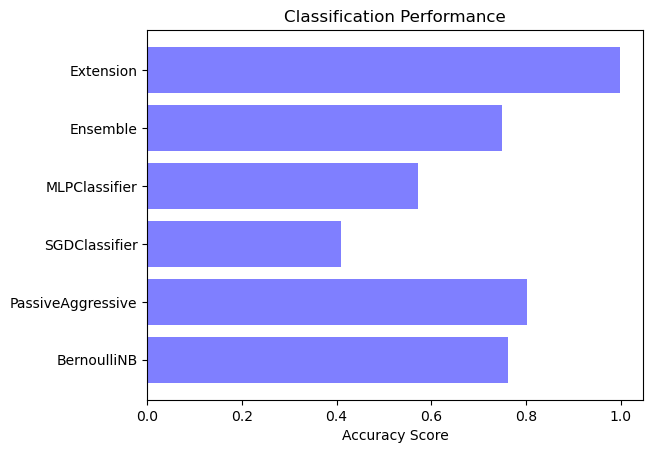 Classification Performance
Extension
Ensemble
MLPClassifier
SGDClassifier
PassiveAggressive
BernoulliNB
0.0 0.2 0.4 0.6 0.8 1.0
Accuracy Score